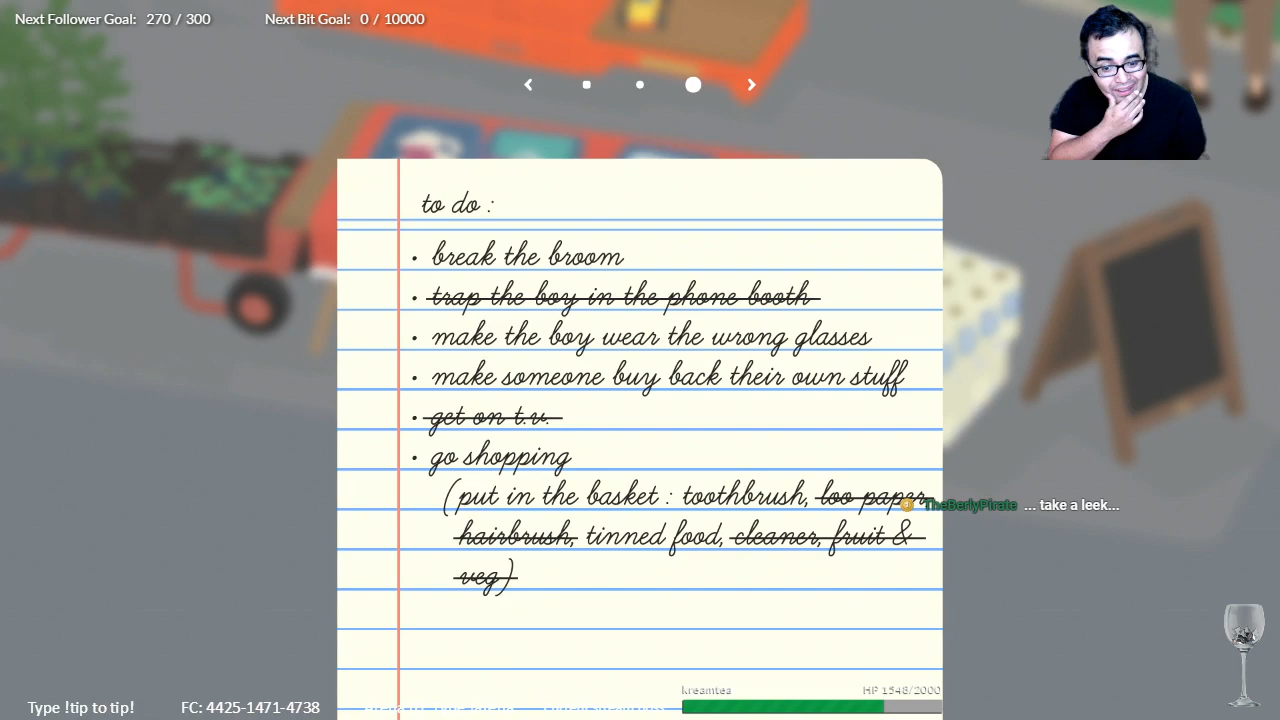 Next Follower Goal: 270 / 300 Next Bit Goal: 0 / 10000
to do :
• break the broom
• trap the boy in the phone booth
• make the boy wear the wrong glasses
• make someone buy back their own stuff
• get on t.v.
• go shopping
(put in the basket : toothbrush, loo paper,
TheBerlyPirate ... take a leek...
hairbrush, tinned food, cleaner, fruit &
veg)
kreamtea HP 1548/2000
Type !tip to tip! FC: 4425-1471-4738